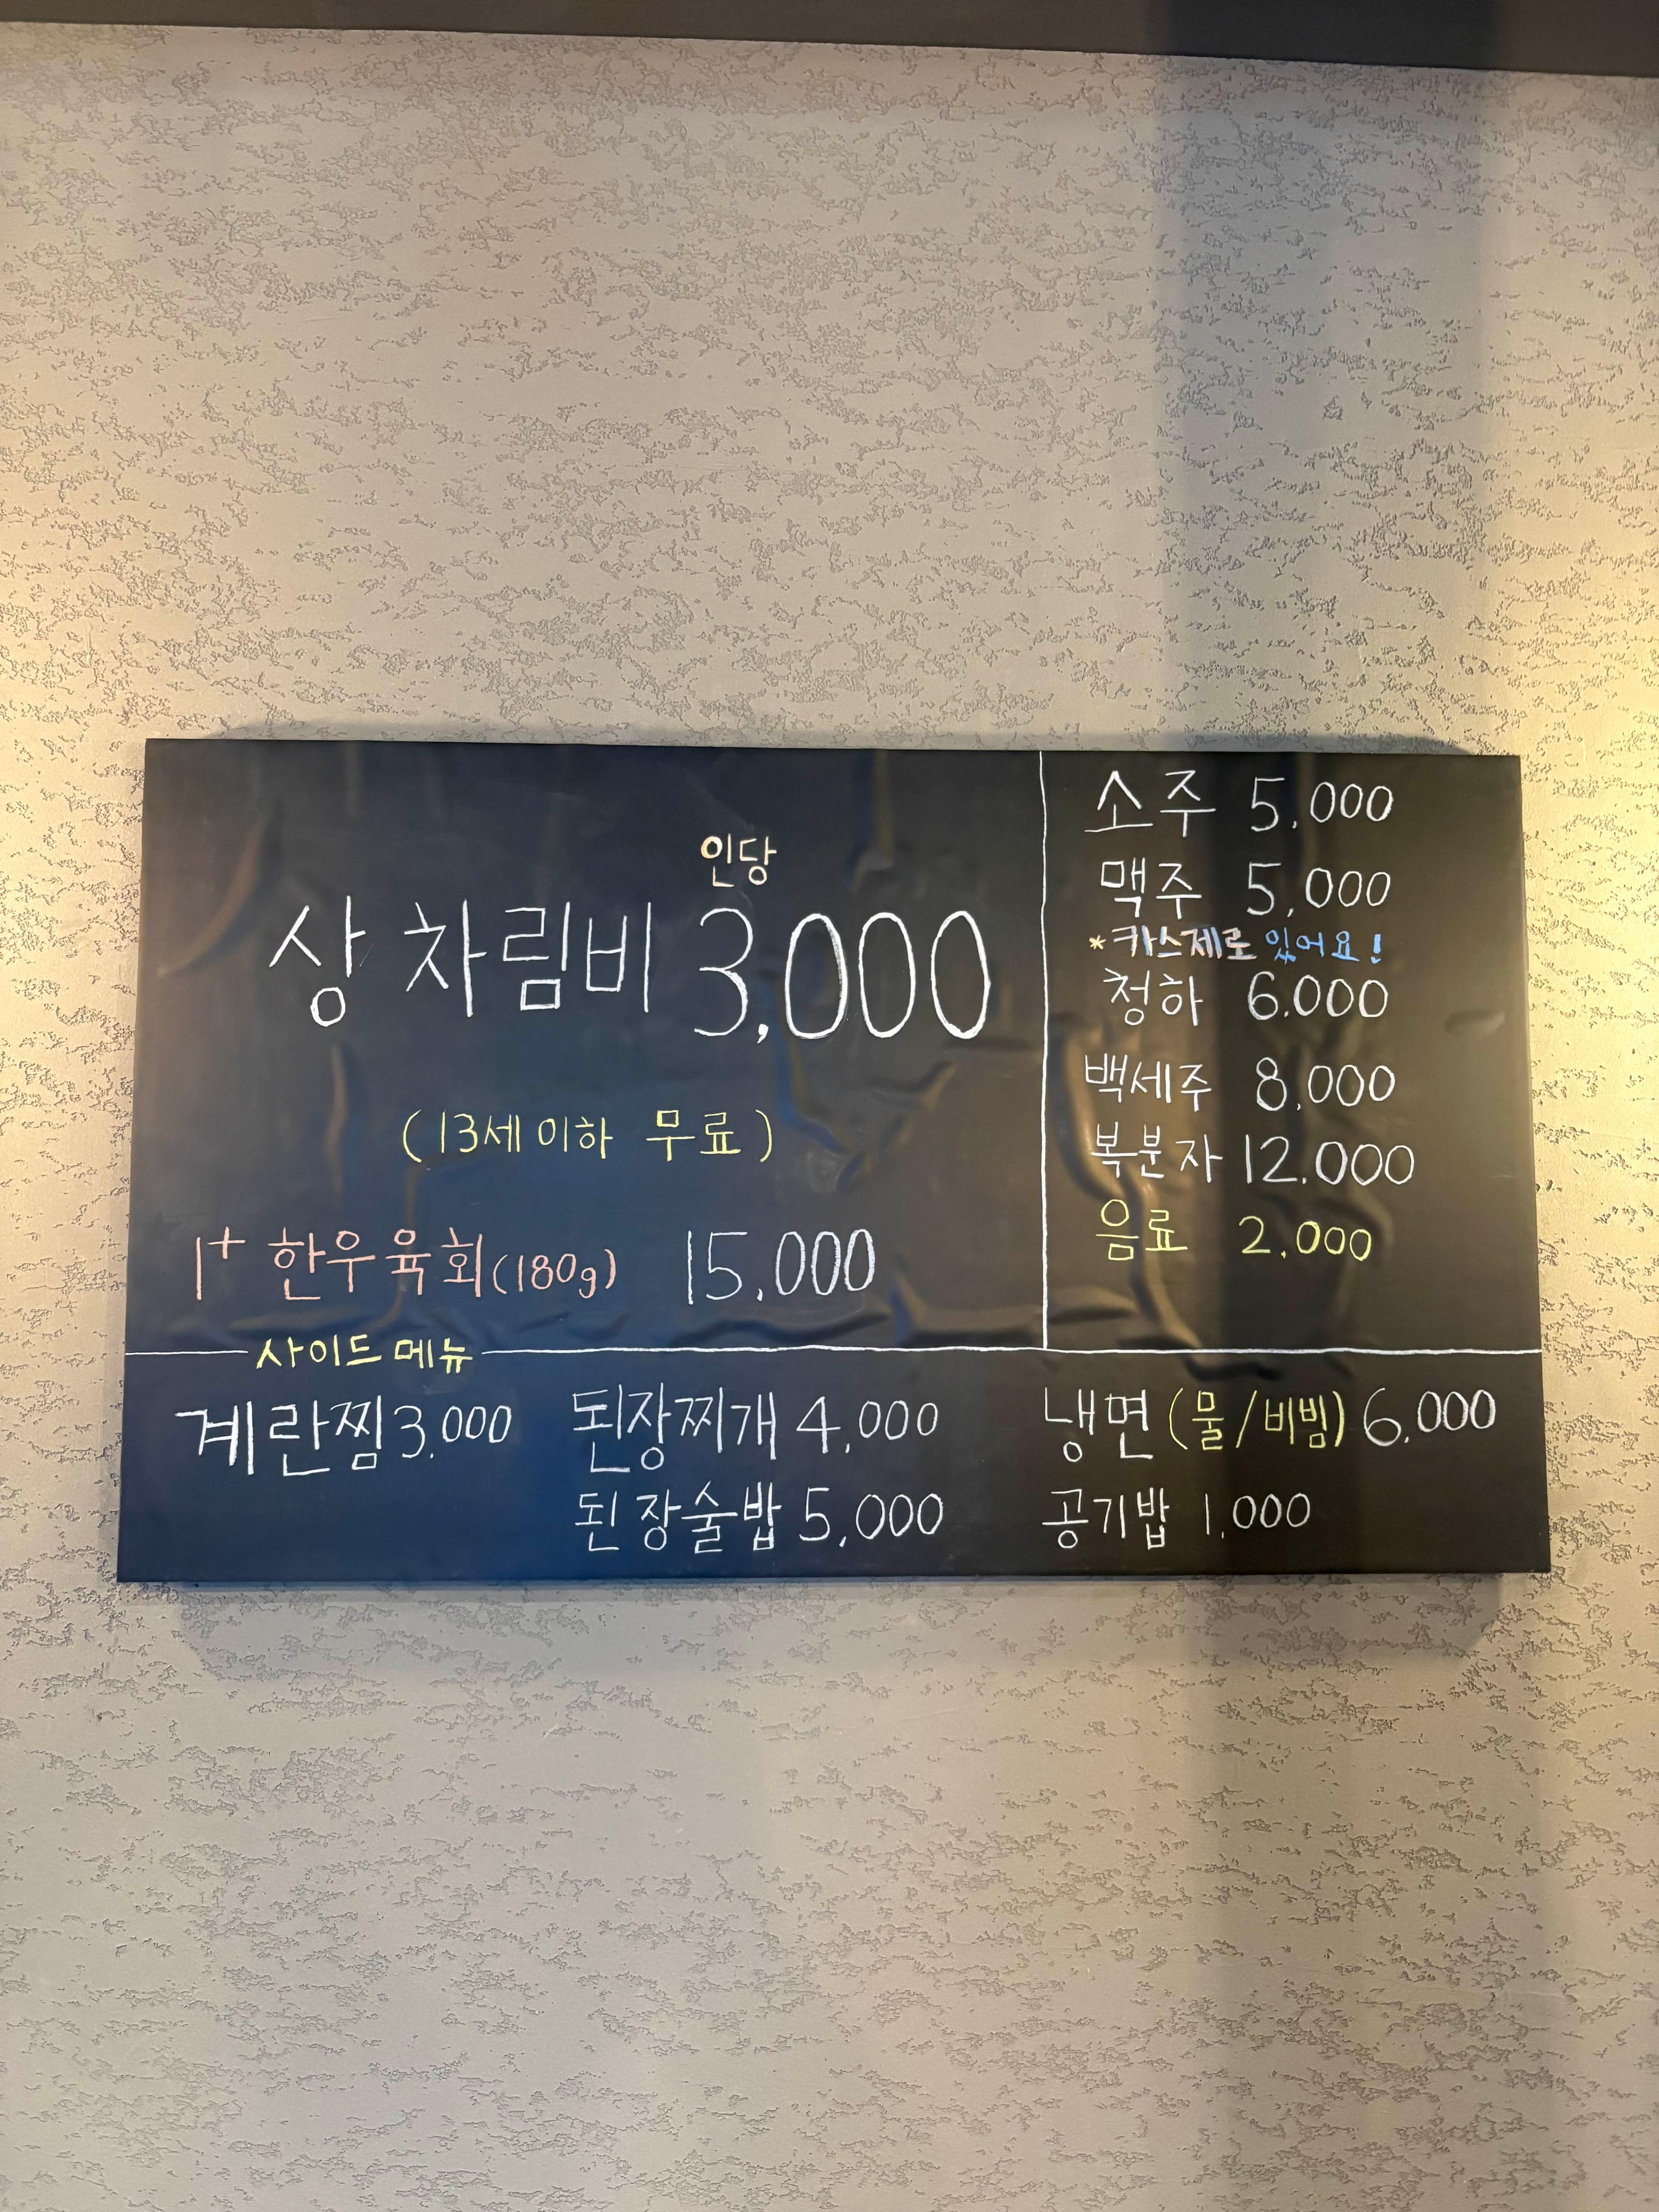 인당
상 차림비 3,000
(13세이하 무료)
1+ 한우육회(180g) 15.000
소주 5.000
맥주 5,000
*카스제로 있어요!
청하 6.000
백세주 8,000
복분자 12.000
음료 2,000
사이드 메뉴
계란찜 3.000 된장찌개 4,000 냉면(물/비빔) 6.000
된장술밥 5,000 공기밥 1.000